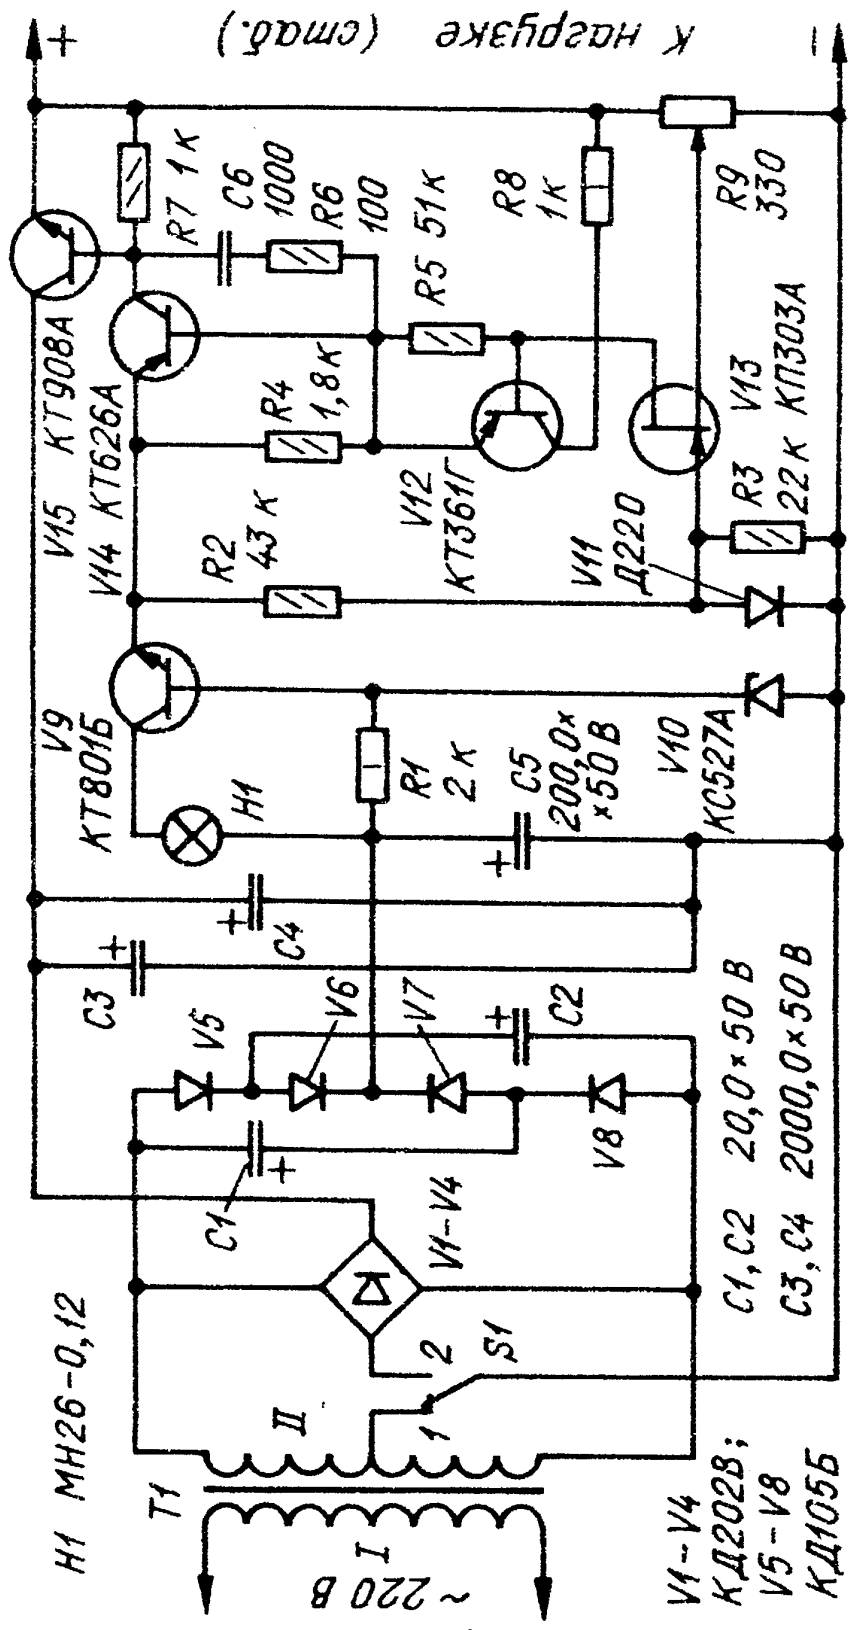 ~220 В
I
II
T1
H1 МН26-0,12
1
2
S1
V1-V4
C1
V5
V6
V7
V8
C2
C3
C4
H1
C5
200,0×
×50 В
R1
2 к
V9
КТ801Б
V10
КС527А
R2
43 к
V11
Д220
R3
22 к
V12
КТ361Г
V13
КП303А
R4
1,8 к
V14 КТ626А
V15 КТ908А
R5 51 к
C6
1000
R6
100
R7 1 к
R8
1 к
R9
330
+
+
+
+
+
+
−
К нагрузке (стаб.)
V1-V4
КД202В;
V5-V8
КД105Б
C1, C2 20,0×50 В
C3, C4 2000,0×50 В